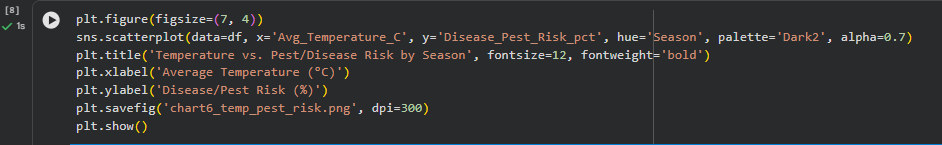 [8]
1s
plt.figure(figsize=(7, 4))
sns.scatterplot(data=df, x='Avg_Temperature_C', y='Disease_Pest_Risk_pct', hue='Season', palette='Dark2', alpha=0.7)
plt.title('Temperature vs. Pest/Disease Risk by Season', fontsize=12, fontweight='bold')
plt.xlabel('Average Temperature (°C)')
plt.ylabel('Disease/Pest Risk (%)')
plt.savefig('chart6_temp_pest_risk.png', dpi=300)
plt.show()